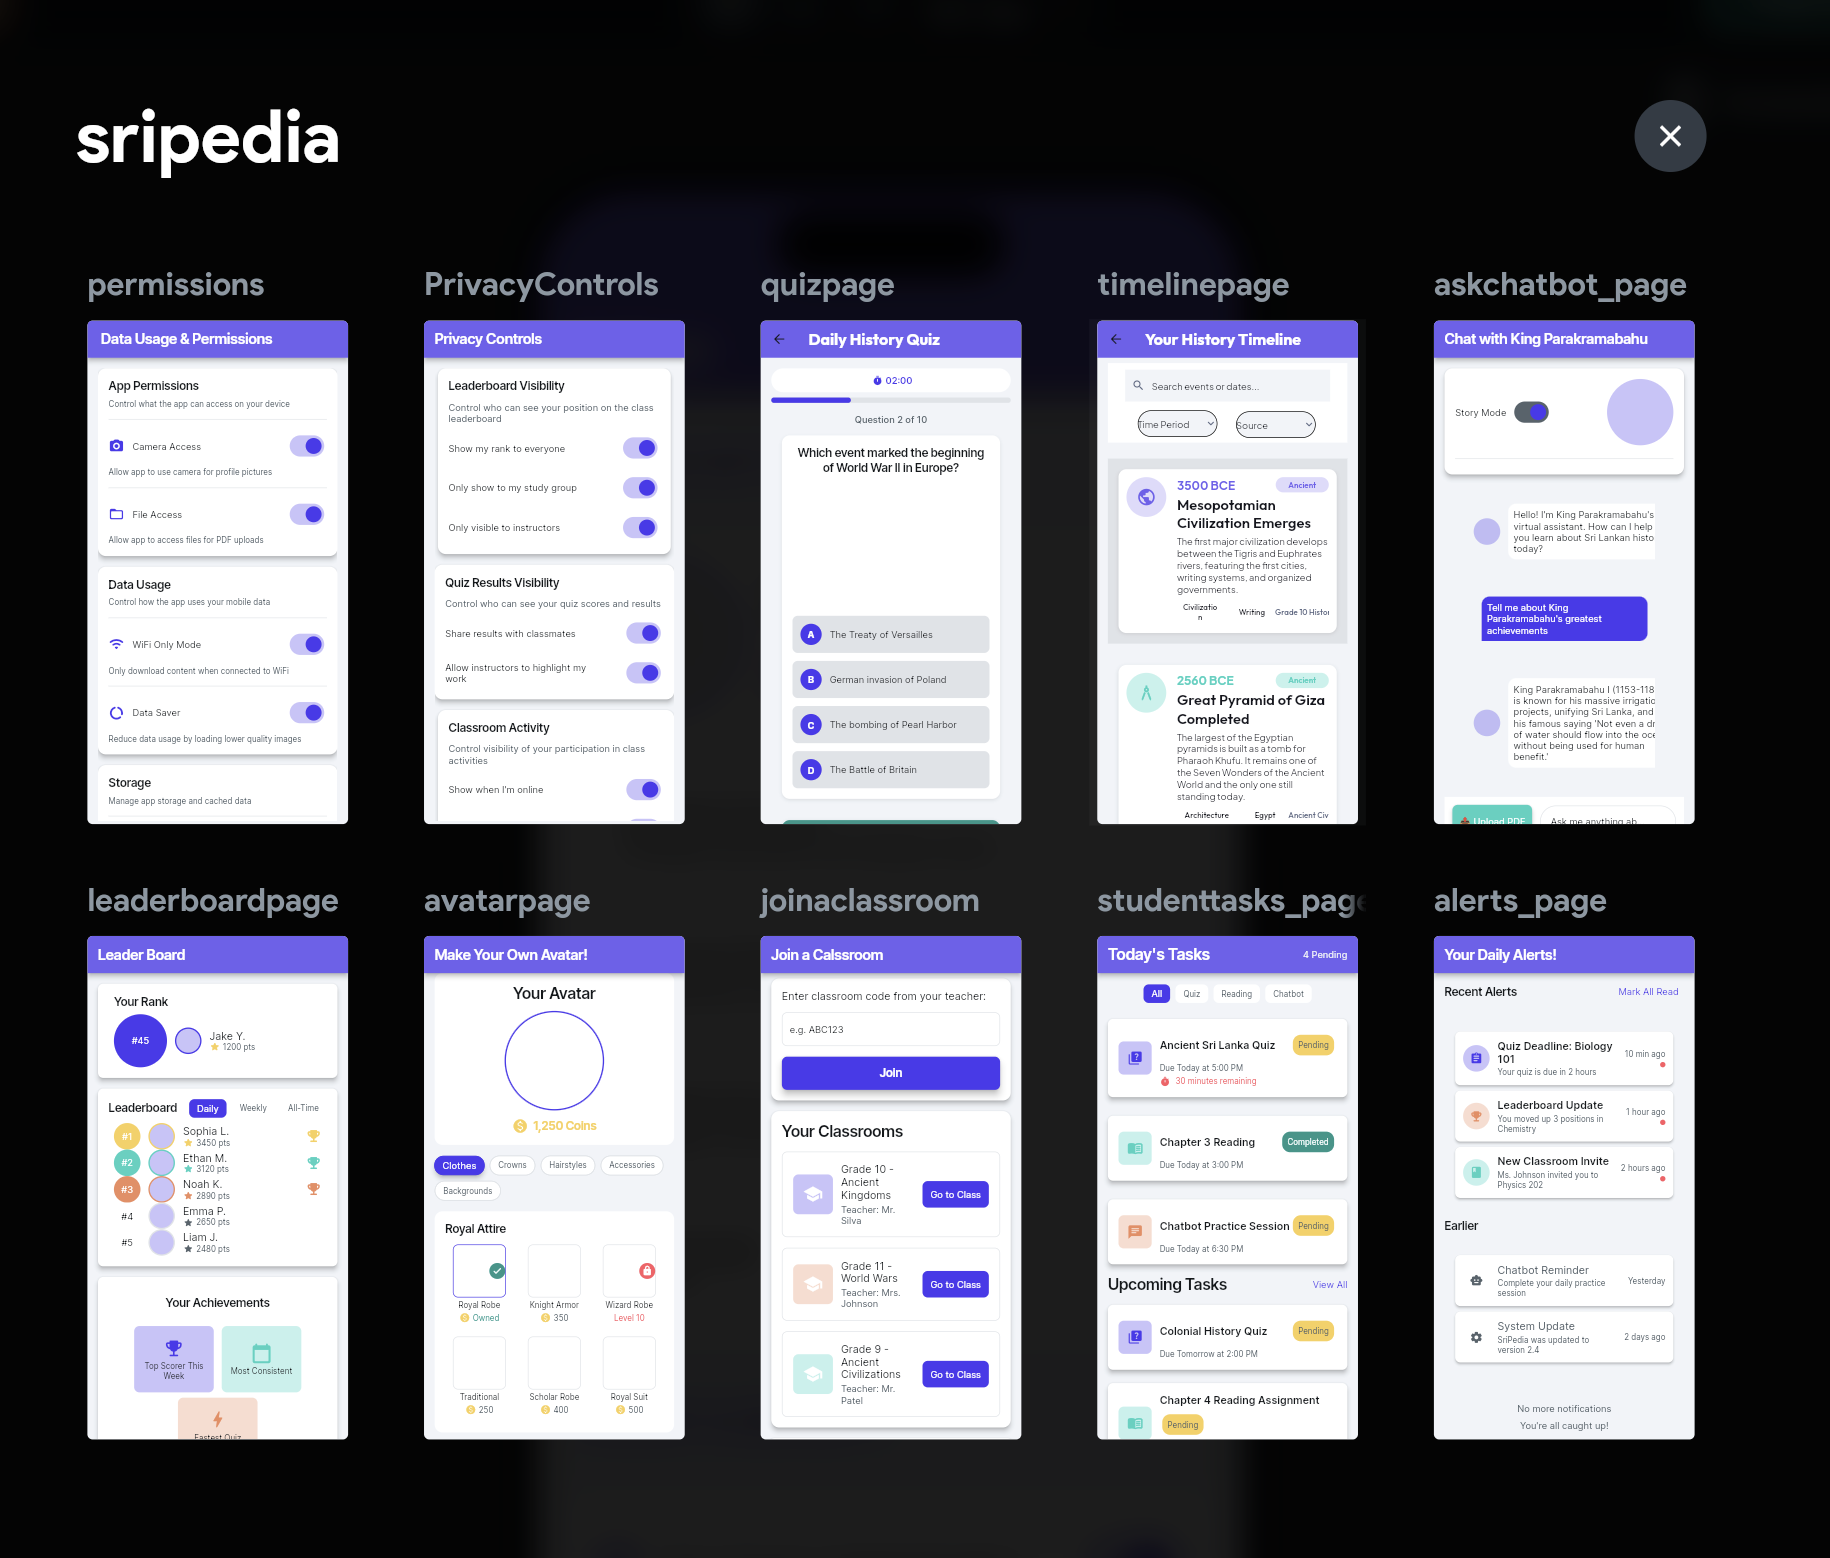 sripedia
permissions
Data Usage & Permissions
App Permissions
Control what the app can access on your device
Camera Access
Allow app to use camera for profile pictures
File Access
Allow app to access files for PDF uploads
Data Usage
Control how the app uses your mobile data
WiFi Only Mode
Only download content when connected to WiFi
Data Saver
Reduce data usage by loading lower quality images
Storage
Manage app storage and cached data
PrivacyControls
Privacy Controls
Leaderboard Visibility
Control who can see your position on the class
leaderboard
Show my rank to everyone
Only show to my study group
Only visible to instructors
Quiz Results Visibility
Control who can see your quiz scores and results
Share results with classmates
Allow instructors to highlight my
work
Classroom Activity
Control visibility of your participation in class
activities
Show when I'm online
quizpage
Daily History Quiz
02:00
Question 2 of 10
Which event marked the beginning
of World War II in Europe?
A The Treaty of Versailles
B German invasion of Poland
C The bombing of Pearl Harbor
D The Battle of Britain
timelinepage
Your History Timeline
Search events or dates...
Time Period Source
3500 BCE Ancient
Mesopotamian
Civilization Emerges
The first major civilization develops
between the Tigris and Euphrates
rivers, featuring the first cities,
writing systems, and organized
governments.
Civilizatio
n Writing Grade 10 Histor
2560 BCE Ancient
Great Pyramid of Giza
Completed
The largest of the Egyptian
pyramids is built as a tomb for
Pharaoh Khufu. It remains one of
the Seven Wonders of the Ancient
World and the only one still
standing today.
Architecture Egypt Ancient Civ
askchatbot_page
Chat with King Parakramabahu
Story Mode
Hello! I'm King Parakramabahu's
virtual assistant. How can I help
you learn about Sri Lankan histo
today?
Tell me about King
Parakramabahu's greatest
achievements
King Parakramabahu I (1153-118
is known for his massive irrigatio
projects, unifying Sri Lanka, and
his famous saying 'Not even a dr
of water should flow into the oce
without being used for human
benefit.'
Upload PDF Ask me anything ab
leaderboardpage
Leader Board
Your Rank
#45 Jake Y.
1200 pts
Leaderboard Daily Weekly All-Time
#1 Sophia L.
3450 pts
#2 Ethan M.
3120 pts
#3 Noah K.
2890 pts
#4 Emma P.
2650 pts
#5 Liam J.
2480 pts
Your Achievements
Top Scorer This
Week
Most Consistent
Fastest Quiz
avatarpage
Make Your Own Avatar!
Your Avatar
1,250 Coins
Clothes Crowns Hairstyles Accessories
Backgrounds
Royal Attire
Royal Robe Knight Armor Wizard Robe
Owned 350 Level 10
Traditional Scholar Robe Royal Suit
250 400 500
joinaclassroom
Join a Calssroom
Enter classroom code from your teacher:
e.g. ABC123
Join
Your Classrooms
Grade 10 -
Ancient
Kingdoms
Teacher: Mr.
Silva
Go to Class
Grade 11 -
World Wars
Teacher: Mrs.
Johnson
Go to Class
Grade 9 -
Ancient
Civilizations
Teacher: Mr.
Patel
Go to Class
studenttasks_page
Today's Tasks 4 Pending
All Quiz Reading Chatbot
Ancient Sri Lanka Quiz Pending
Due Today at 5:00 PM
30 minutes remaining
Chapter 3 Reading Completed
Due Today at 3:00 PM
Chatbot Practice Session Pending
Due Today at 6:30 PM
Upcoming Tasks View All
Colonial History Quiz Pending
Due Tomorrow at 2:00 PM
Chapter 4 Reading Assignment
Pending
alerts_page
Your Daily Alerts!
Recent Alerts Mark All Read
Quiz Deadline: Biology
101
Your quiz is due in 2 hours
10 min ago
Leaderboard Update
You moved up 3 positions in
Chemistry
1 hour ago
New Classroom Invite
Ms. Johnson invited you to
Physics 202
2 hours ago
Earlier
Chatbot Reminder
Complete your daily practice
session
Yesterday
System Update
SriPedia was updated to
version 2.4
2 days ago
No more notifications
You're all caught up!